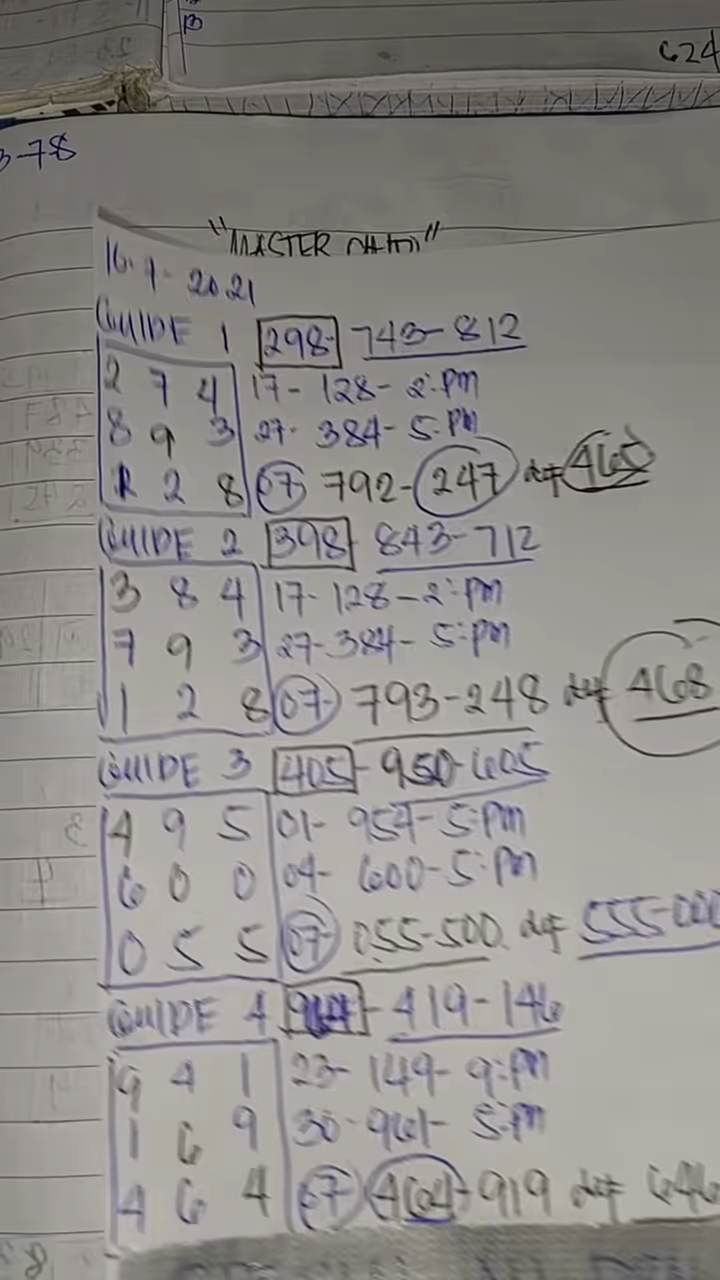 B
624
3-78
"MASTER
16-1-2021
GUIDE 1 298- 743-812
2 7 4 17- 128- 2:PM
8 9 3 27- 384- 5:PM
1 2 8 07- 792- 247 def 465
GUIDE 2 398- 843-712
3 8 4 17- 128-2:PM
7 9 3 27-384- 5:PM
1 2 8 07- 793-248 def 468
GUIDE 3 405- 950-605
4 9 5 01- 954-5:PM
6 0 0 04- 600-5:PM
0 5 5 07- 055-500. def 555-000
GUIDE 4 - 419-146
9 4 1 23- 149- 9:PM
1 6 9 30-961- 5:PM
4 6 4 07- 464-919 def 646